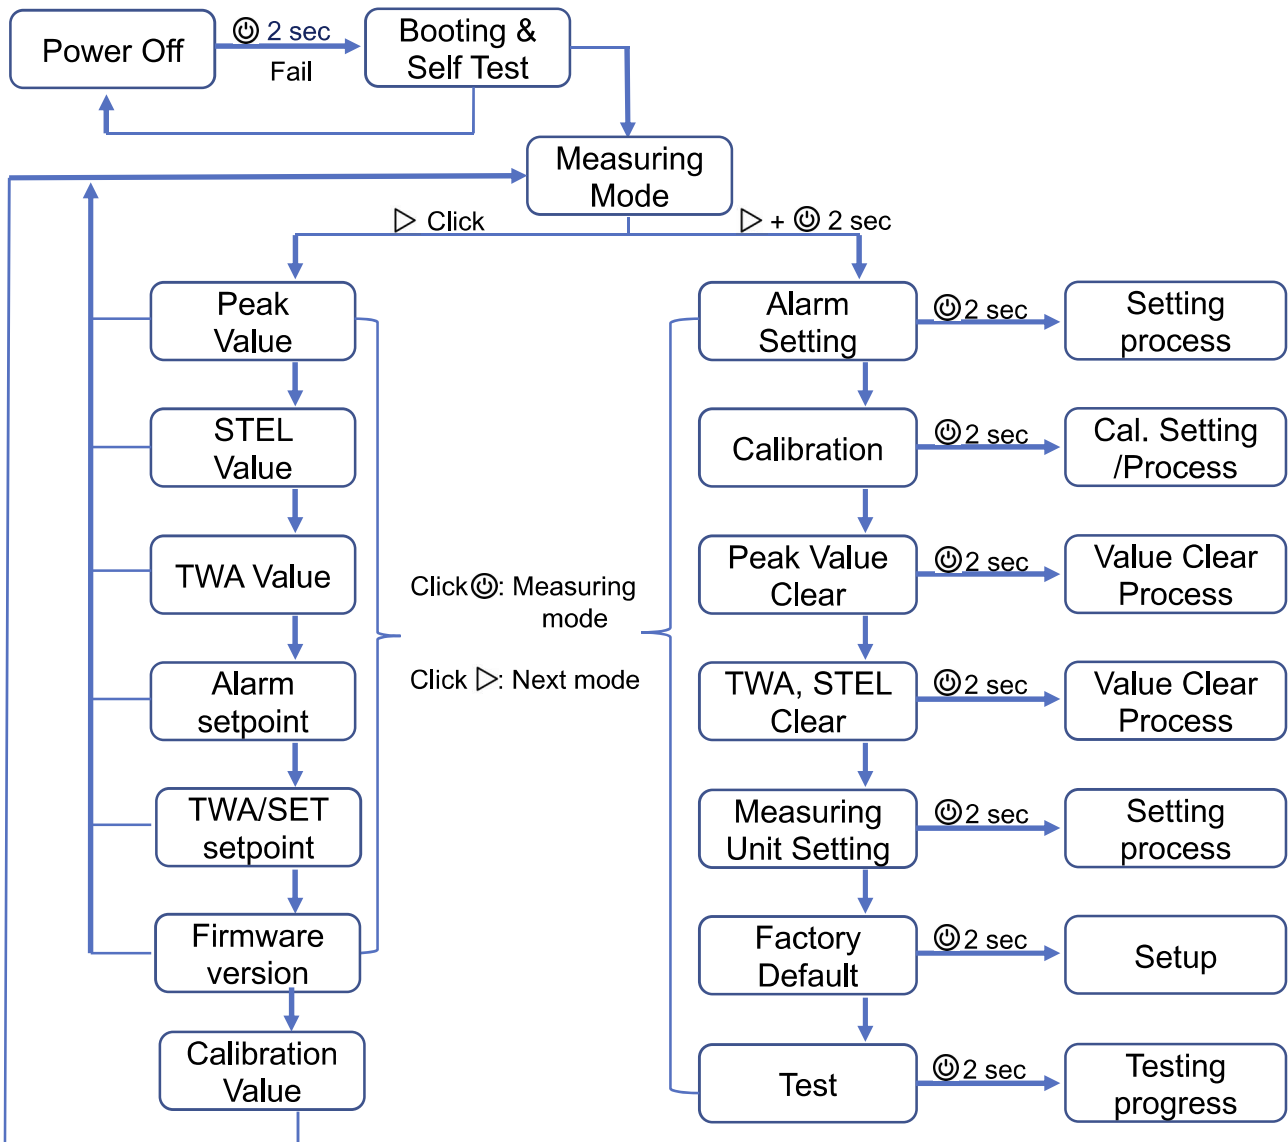 Power Off
2 sec
Fail
Booting &
Self Test
Measuring
Mode
Click
+ 2 sec
Peak
Value
STEL
Value
TWA Value
Alarm
setpoint
TWA/SET
setpoint
Firmware
version
Calibration
Value
Click : Measuring
mode
Click : Next mode
Alarm
Setting
2 sec
Setting
process
Calibration
2 sec
Cal. Setting
/Process
Peak Value
Clear
2 sec
Value Clear
Process
TWA, STEL
Clear
2 sec
Value Clear
Process
Measuring
Unit Setting
2 sec
Setting
process
Factory
Default
2 sec
Setup
Test
2 sec
Testing
progress